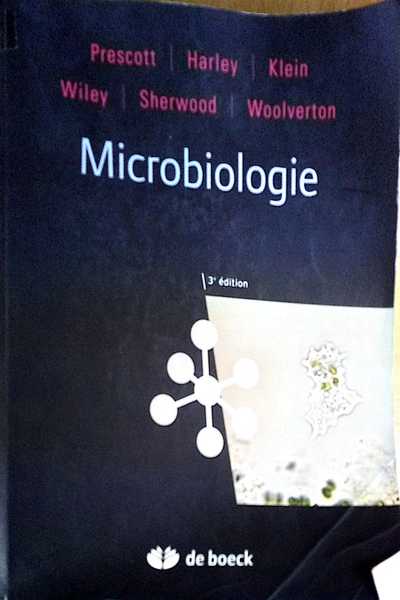 Prescott | Harley | Klein
Wiley | Sherwood | Woolverton
Microbiologie
3e édition
de boeck